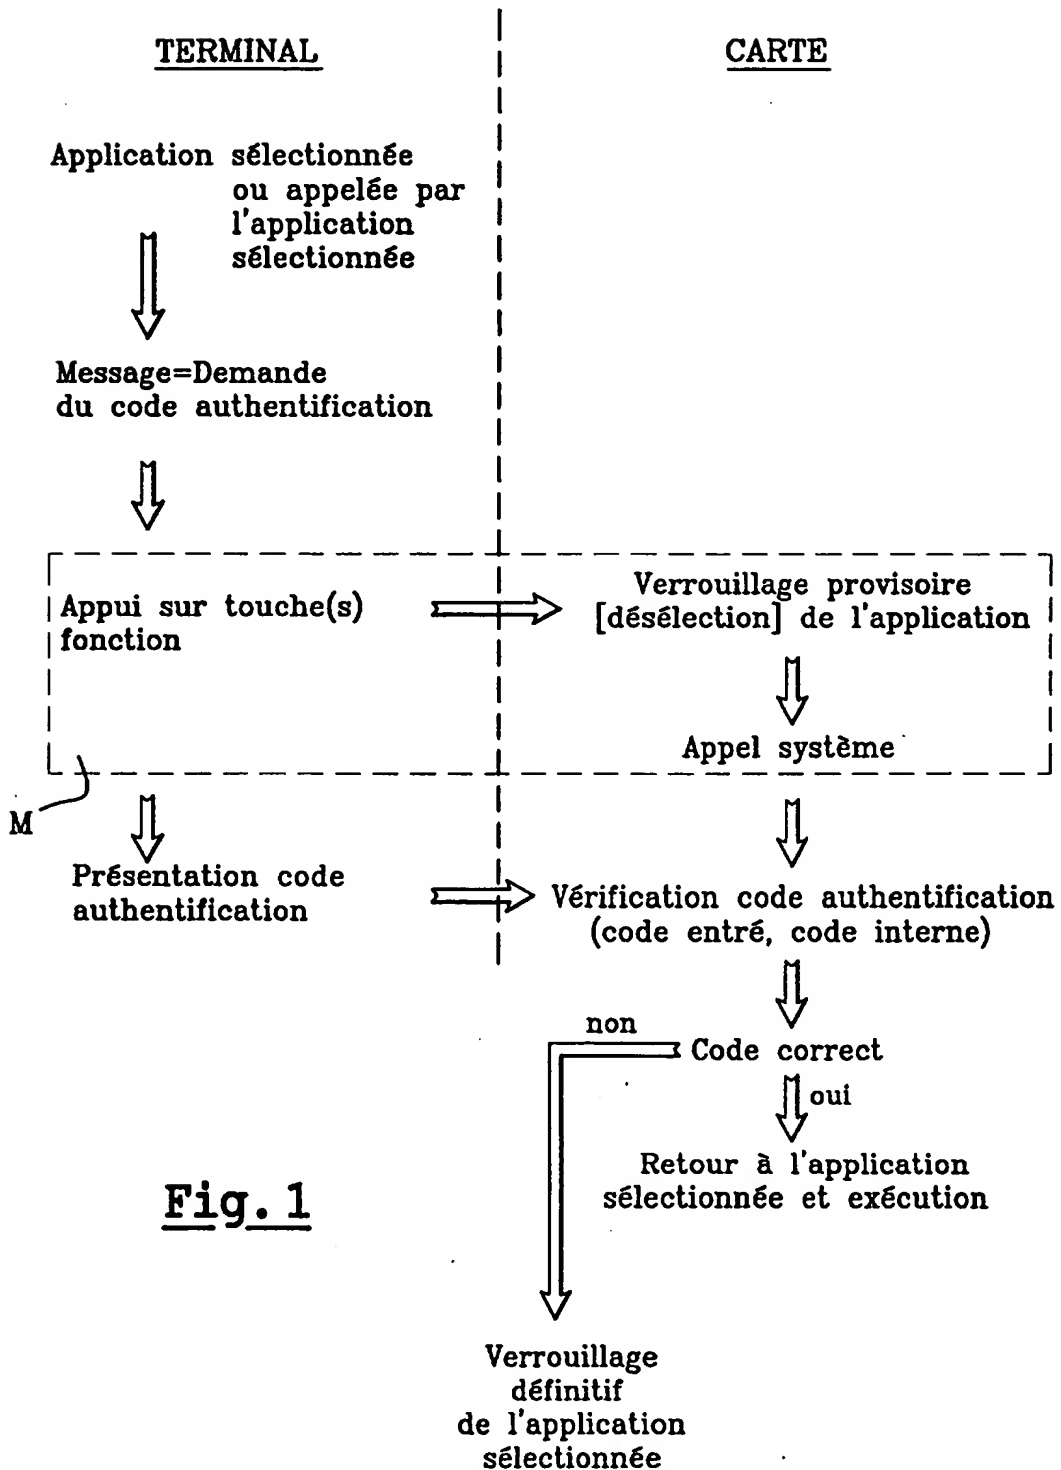 TERMINAL
CARTE
Application sélectionnée
ou appelée par
l'application
sélectionnée
Message=Demande
du code authentification
Appui sur touche(s)
fonction
Verrouillage provisoire
[désélection] de l'application
Appel système
M
Présentation code
authentification
Vérification code authentification
(code entré, code interne)
non
Code correct
oui
Retour à l'application
sélectionnée et exécution
Fig. 1
Verrouillage
définitif
de l'application
sélectionnée